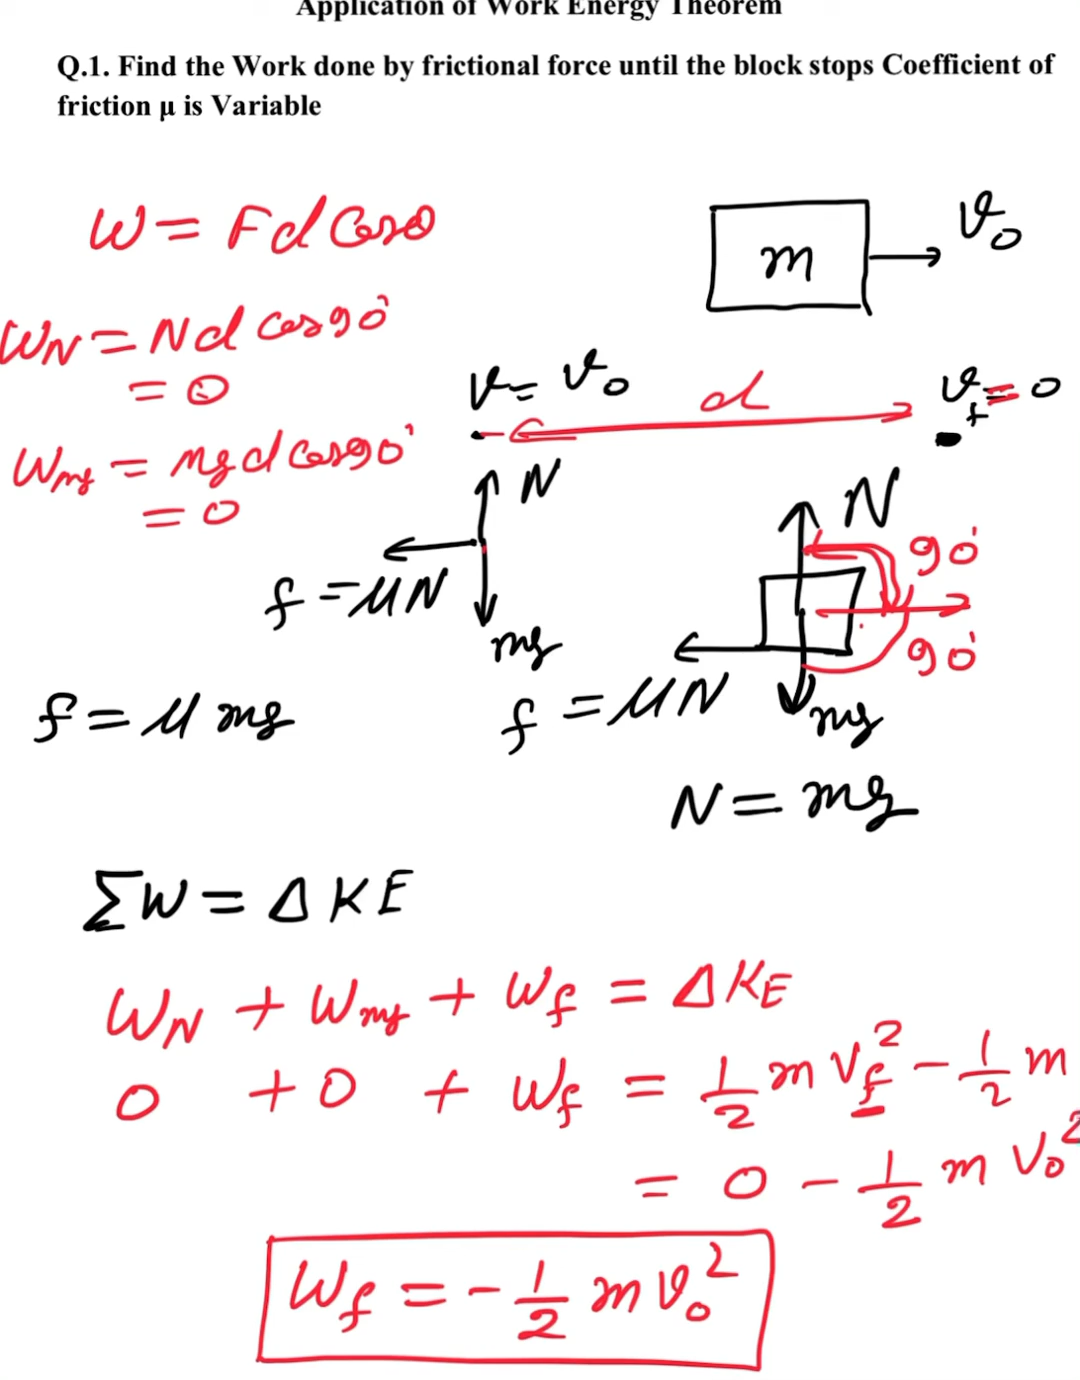 Application of Work Energy Theorem
Q.1. Find the Work done by frictional force until the block stops Coefficient of
friction μ is Variable
W = Fd Cosθ
m
v₀
W_N = Nd cos90°
= 0
v = v₀
d
v_f = 0
W_mg = mgd Cos90°
= 0
N
N
90°
f = μN
mg
90°
f = μ mg
f = μN
mg
N = mg
ΣW = ΔKE
W_N + W_mg + W_f = ΔKE
0 + 0 + W_f = ½ m V_f² − ½ m
V₀²
= 0 − ½ m
W_f = − ½ m v₀²